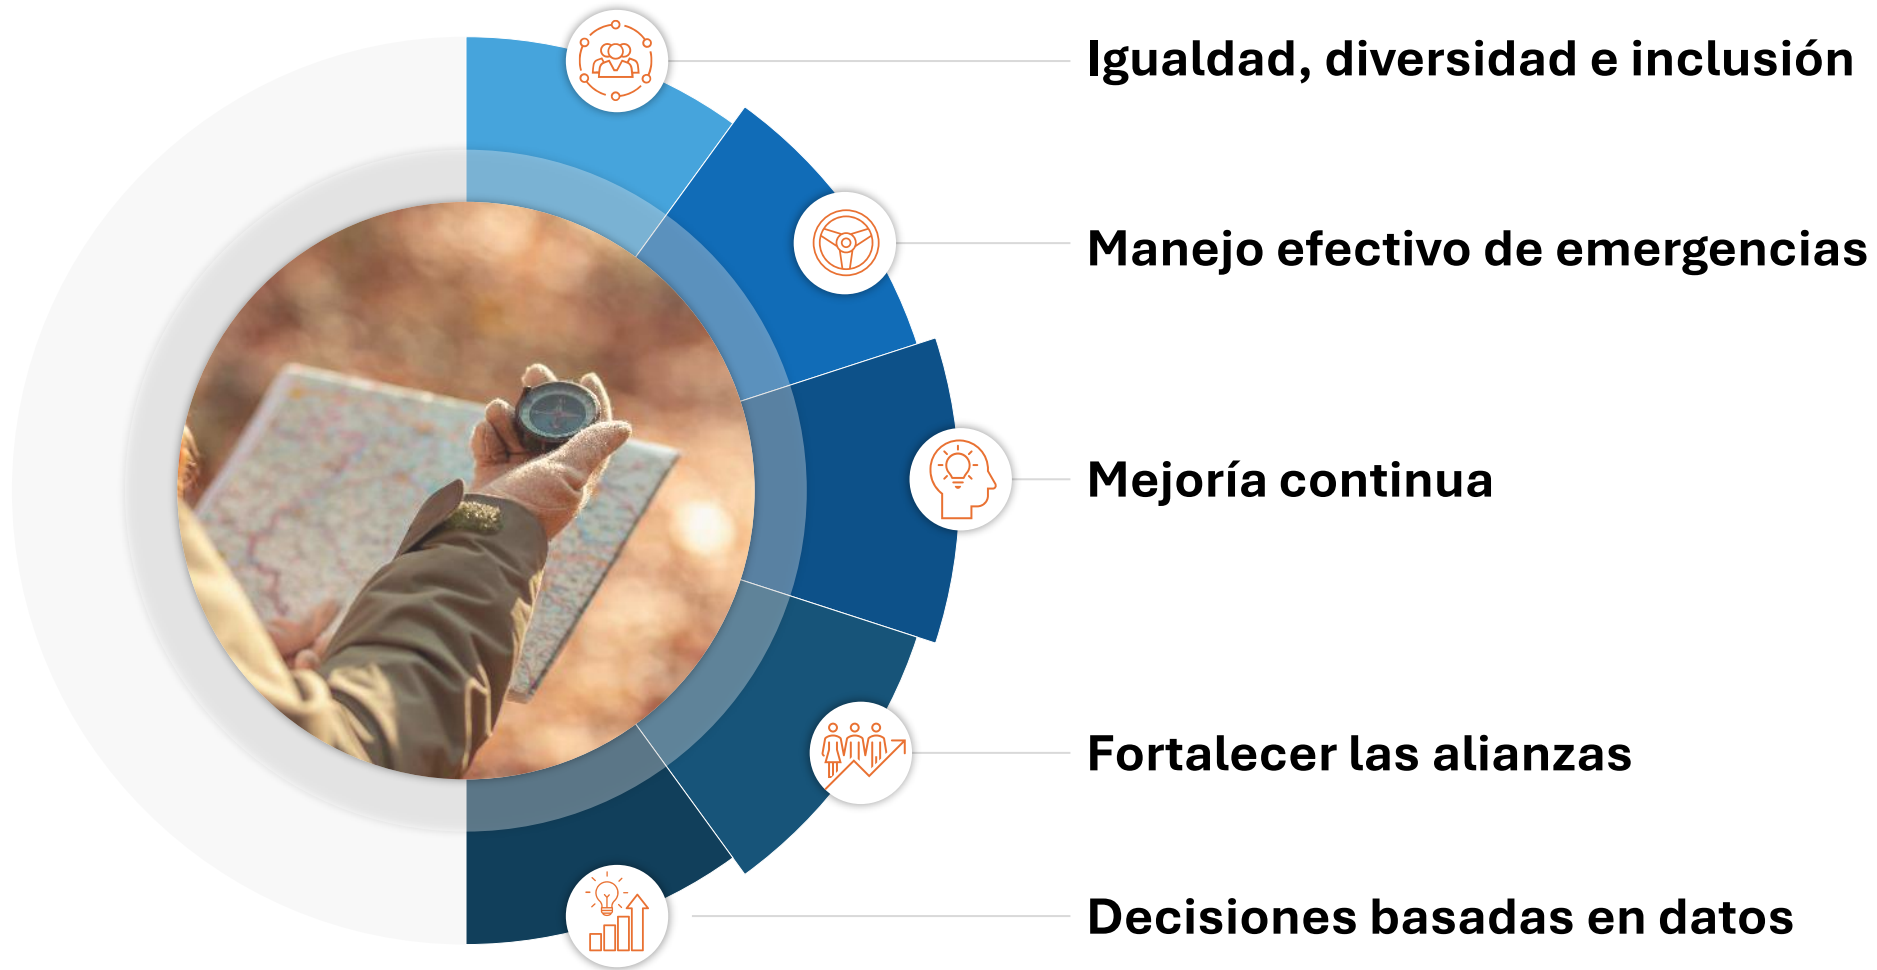 Igualdad, diversidad e inclusión
Manejo efectivo de emergencias
Mejoría continua
Fortalecer las alianzas
Decisiones basadas en datos